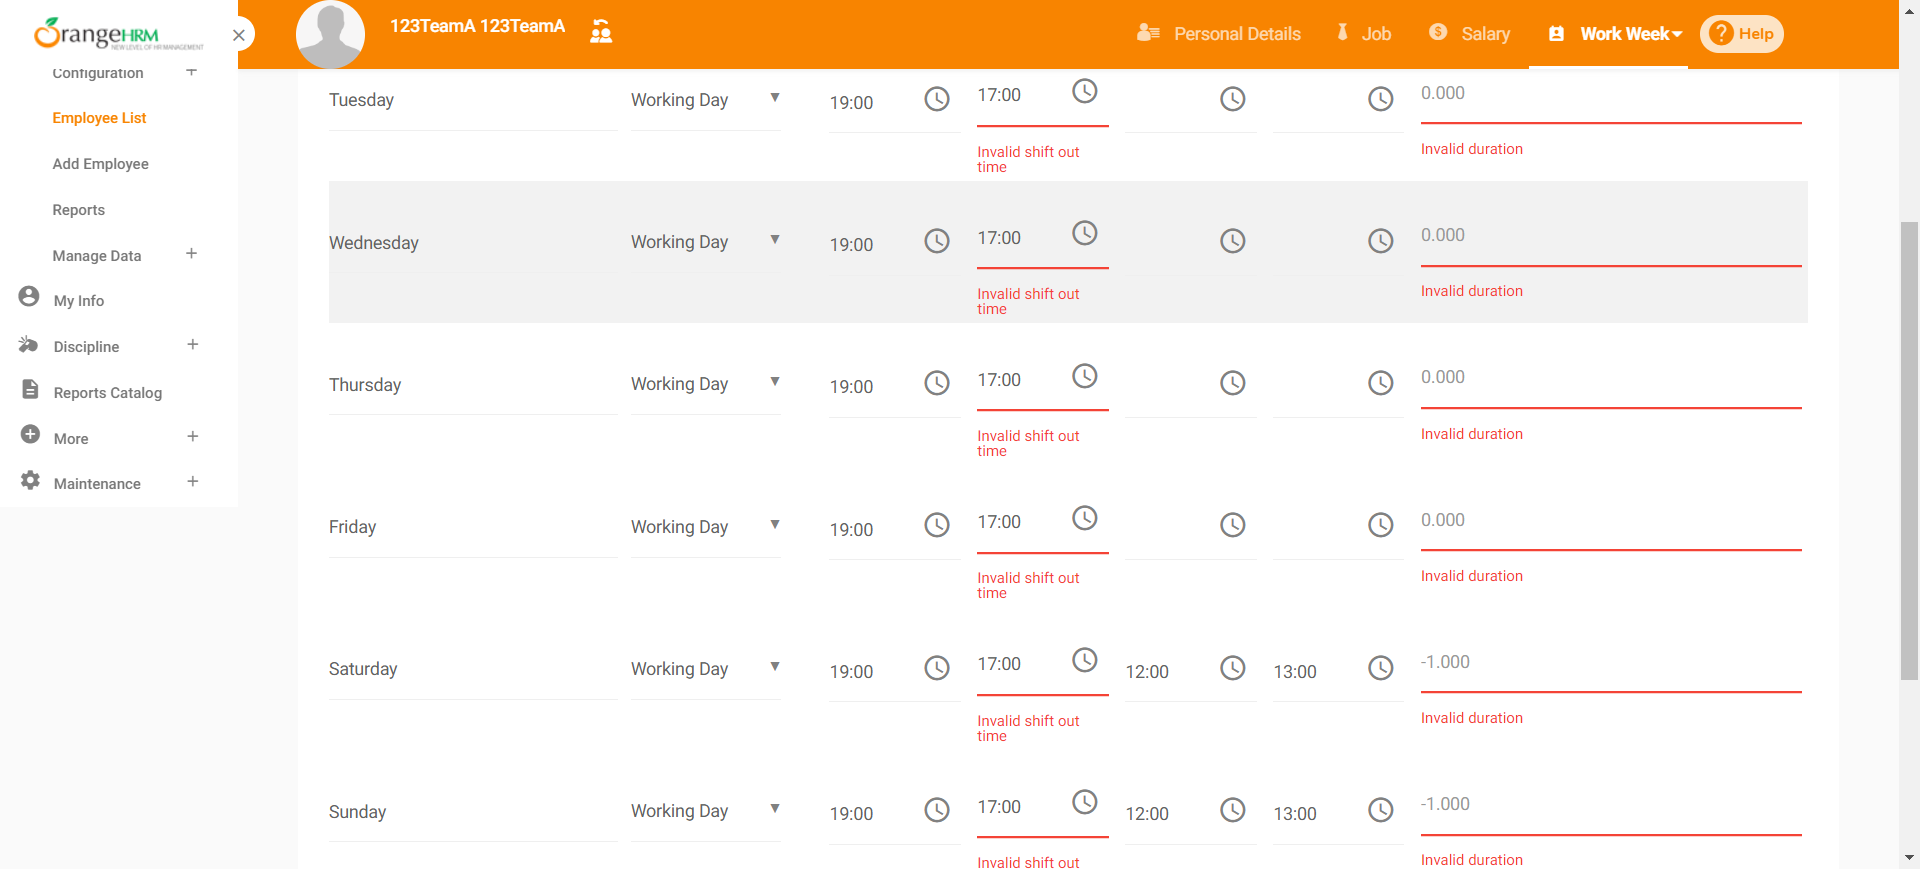 OrangeHRM
NEW LEVEL OF HR MANAGEMENT
123TeamA 123TeamA
Personal Details
Job
Salary
Work Week
Help
Configuration
Employee List
Add Employee
Reports
Manage Data
My Info
Discipline
Reports Catalog
More
Maintenance
Tuesday Working Day 19:00 17:00 0.000
Invalid shift out
time
Invalid duration
Wednesday Working Day 19:00 17:00 0.000
Invalid shift out
time
Invalid duration
Thursday Working Day 19:00 17:00 0.000
Invalid shift out
time
Invalid duration
Friday Working Day 19:00 17:00 0.000
Invalid shift out
time
Invalid duration
Saturday Working Day 19:00 17:00 12:00 13:00 -1.000
Invalid shift out
time
Invalid duration
Sunday Working Day 19:00 17:00 12:00 13:00 -1.000
Invalid shift out
Invalid duration